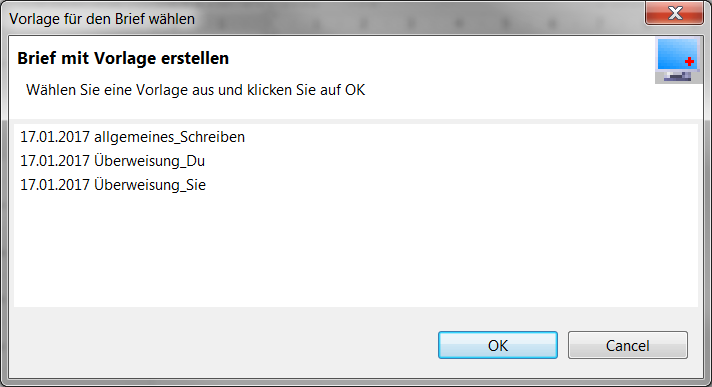 Vorlage für den Brief wählen
Brief mit Vorlage erstellen
Wählen Sie eine Vorlage aus und klicken Sie auf OK
17.01.2017 allgemeines_Schreiben
17.01.2017 Überweisung_Du
17.01.2017 Überweisung_Sie
OK
Cancel